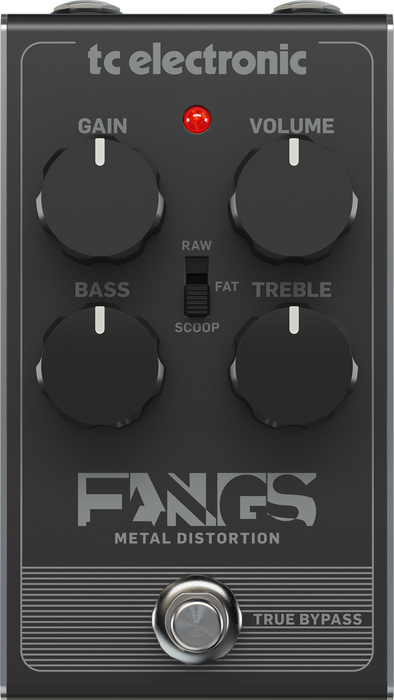 tc electronic
GAIN
VOLUME
RAW
FAT
SCOOP
BASS
TREBLE
FANGS
METAL DISTORTION
TRUE BYPASS